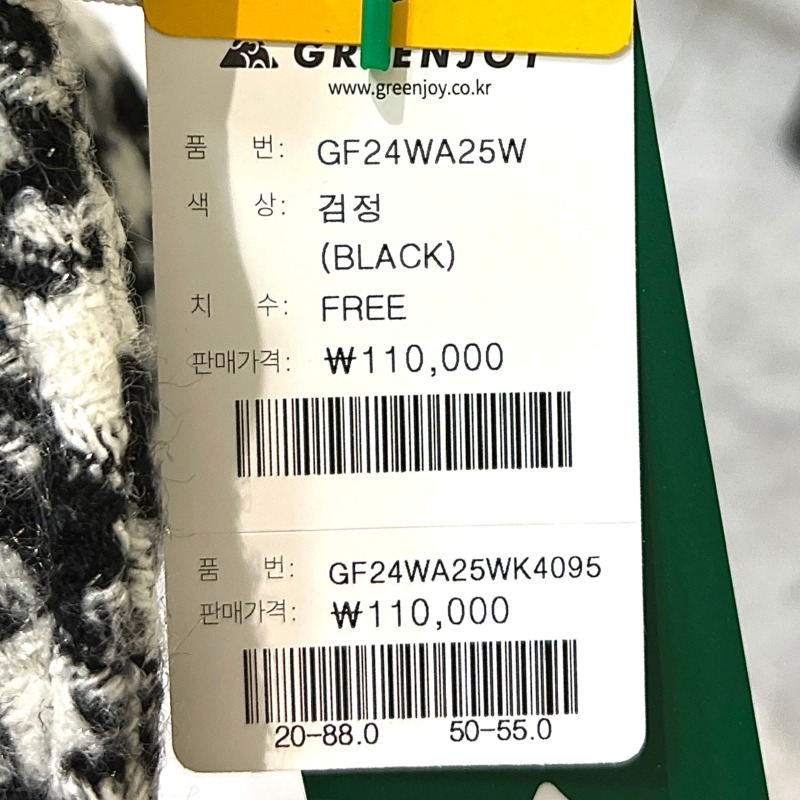 GREENJOY
www.greenjoy.co.kr
품 번: GF24WA25W
색 상: 검정
(BLACK)
치 수: FREE
판매가격: ₩110,000
품 번: GF24WA25WK4095
판매가격: ₩110,000
20-88.0 50-55.0